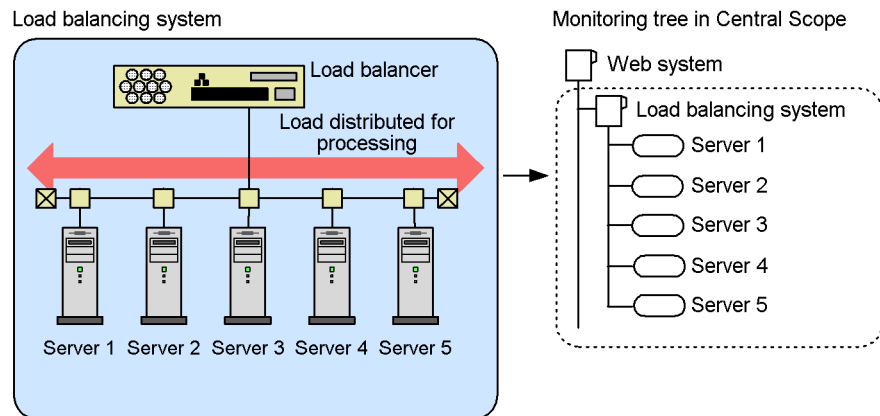 Load balancing system
Load balancer
Load distributed for
processing
Server 1
Server 2
Server 3
Server 4
Server 5
Monitoring tree in Central Scope
Web system
Load balancing system
Server 1
Server 2
Server 3
Server 4
Server 5